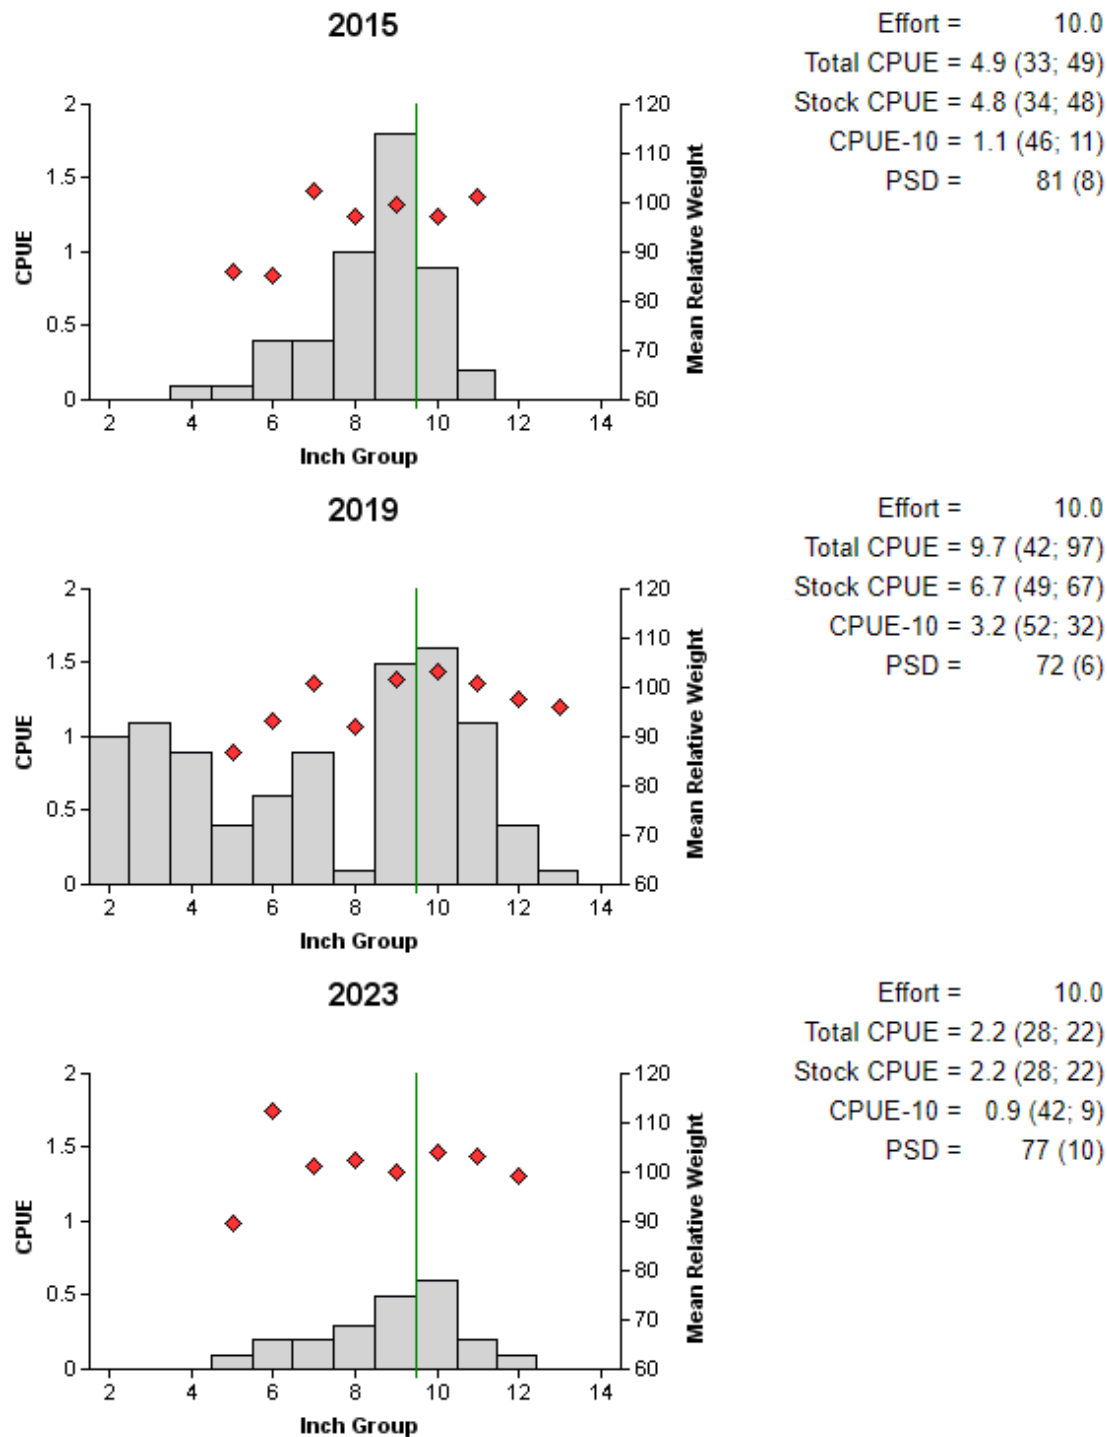 2015
Effort = 10.0
Total CPUE = 4.9 (33; 49)
Stock CPUE = 4.8 (34; 48)
CPUE-10 = 1.1 (46; 11)
PSD = 81 (8)
2
1.5
1
0.5
0
CPUE
120
110
100
90
80
70
60
Mean Relative Weight
2 4 6 8 10 12 14
Inch Group
2019
Effort = 10.0
Total CPUE = 9.7 (42; 97)
Stock CPUE = 6.7 (49; 67)
CPUE-10 = 3.2 (52; 32)
PSD = 72 (6)
2
1.5
1
0.5
0
CPUE
120
110
100
90
80
70
60
Mean Relative Weight
2 4 6 8 10 12 14
Inch Group
2023
Effort = 10.0
Total CPUE = 2.2 (28; 22)
Stock CPUE = 2.2 (28; 22)
CPUE-10 = 0.9 (42; 9)
PSD = 77 (10)
2
1.5
1
0.5
0
CPUE
120
110
100
90
80
70
60
Mean Relative Weight
2 4 6 8 10 12 14
Inch Group